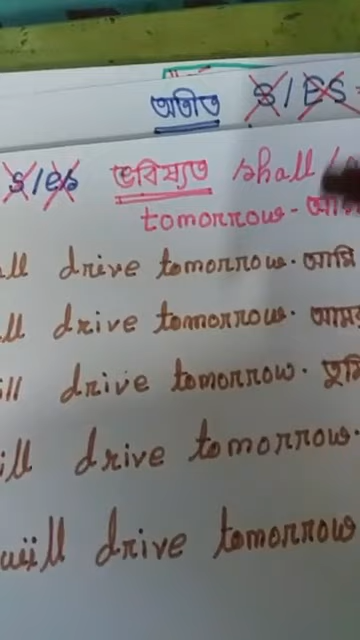 অতীত S/ES
s/es ভবিষ্যত shall /
tomorrow -
ll drive tomorrow. আমি
ll drive tomorrow.
ill drive tomorrow. তুমি
ill drive tomorrow.
will drive tomorrow